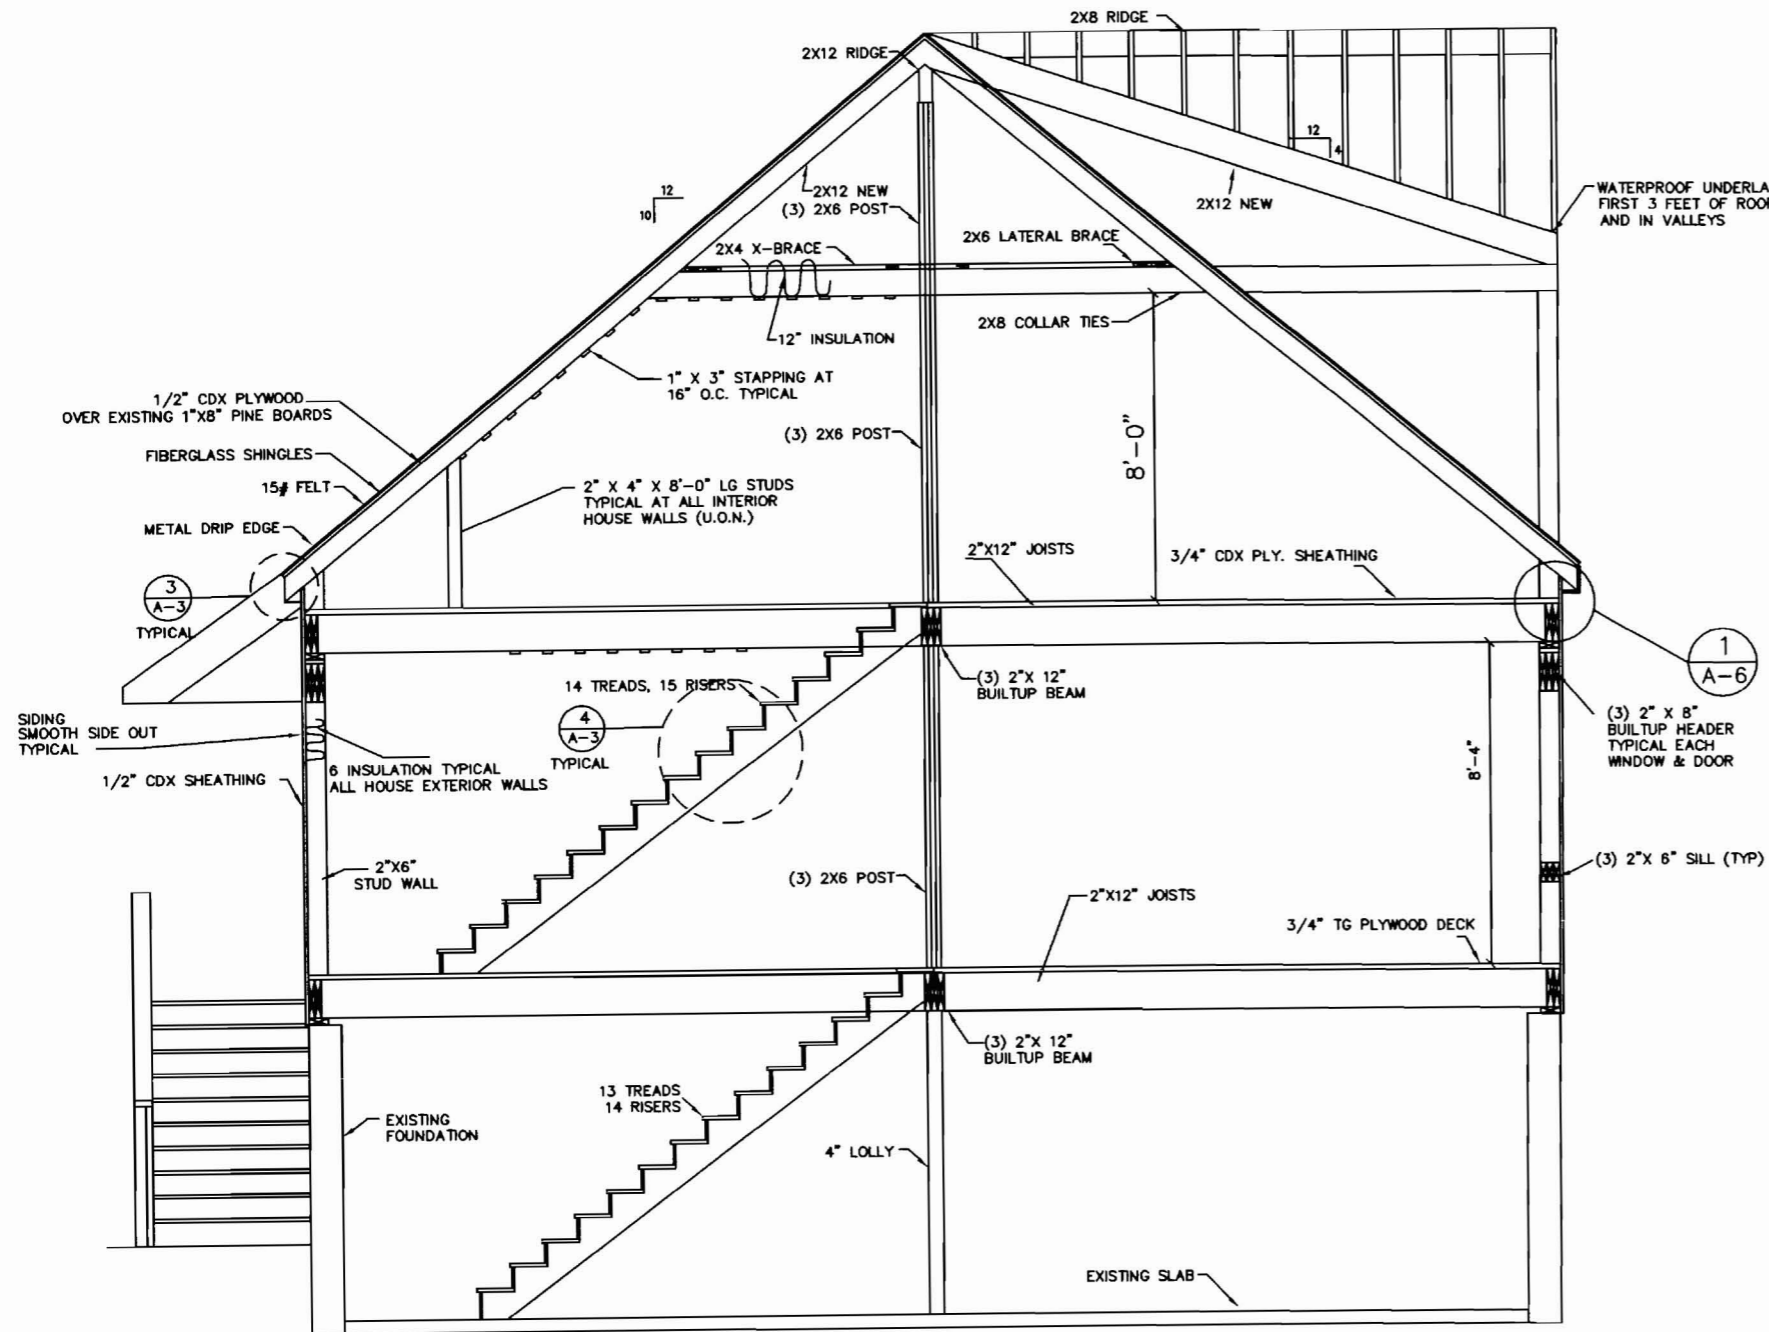 2X8 RIDGE
2X12 RIDGE
12
4
2X12 NEW
(3) 2X6 POST
2X12 NEW
WATERPROOF
FIRST 3 FEET OF
AND IN VALLEYS
12
10
2X4 X-BRACE
2X6 LATERAL BRACE
12" INSULATION
2X8 COLLAR TIES
1" X 3" STAPPING AT
16" O.C. TYPICAL
1/2" CDX PLYWOOD
OVER EXISTING 1"X8" PINE BOARDS
(3) 2X6 POST
8'-0"
FIBERGLASS SHINGLES
15# FELT
2" X 4" X 8'-0" LG STUDS
TYPICAL AT ALL INTERIOR
HOUSE WALLS (U.O.N.)
METAL DRIP EDGE
2"X12" JOISTS
3/4" CDX PLY. SHEATHING
3
A-3
TYPICAL
1
A-6
14 TREADS, 15 RISERS
(3) 2"X 12"
BUILTUP BEAM
4
A-3
TYPICAL
SIDING
SMOOTH SIDE OUT
TYPICAL
(3) 2" X 8"
BUILTUP HEADER
TYPICAL EACH
WINDOW & DOOR
8'-4"
6 INSULATION TYPICAL
ALL HOUSE EXTERIOR WALLS
1/2" CDX SHEATHING
2"X6"
STUD WALL
(3) 2X6 POST
(3) 2"X 6" SILL (TYP)
2"X12" JOISTS
3/4" TG PLYWOOD DECK
(3) 2"X 12"
BUILTUP BEAM
13 TREADS
14 RISERS
EXISTING
FOUNDATION
4" LOLLY
EXISTING SLAB